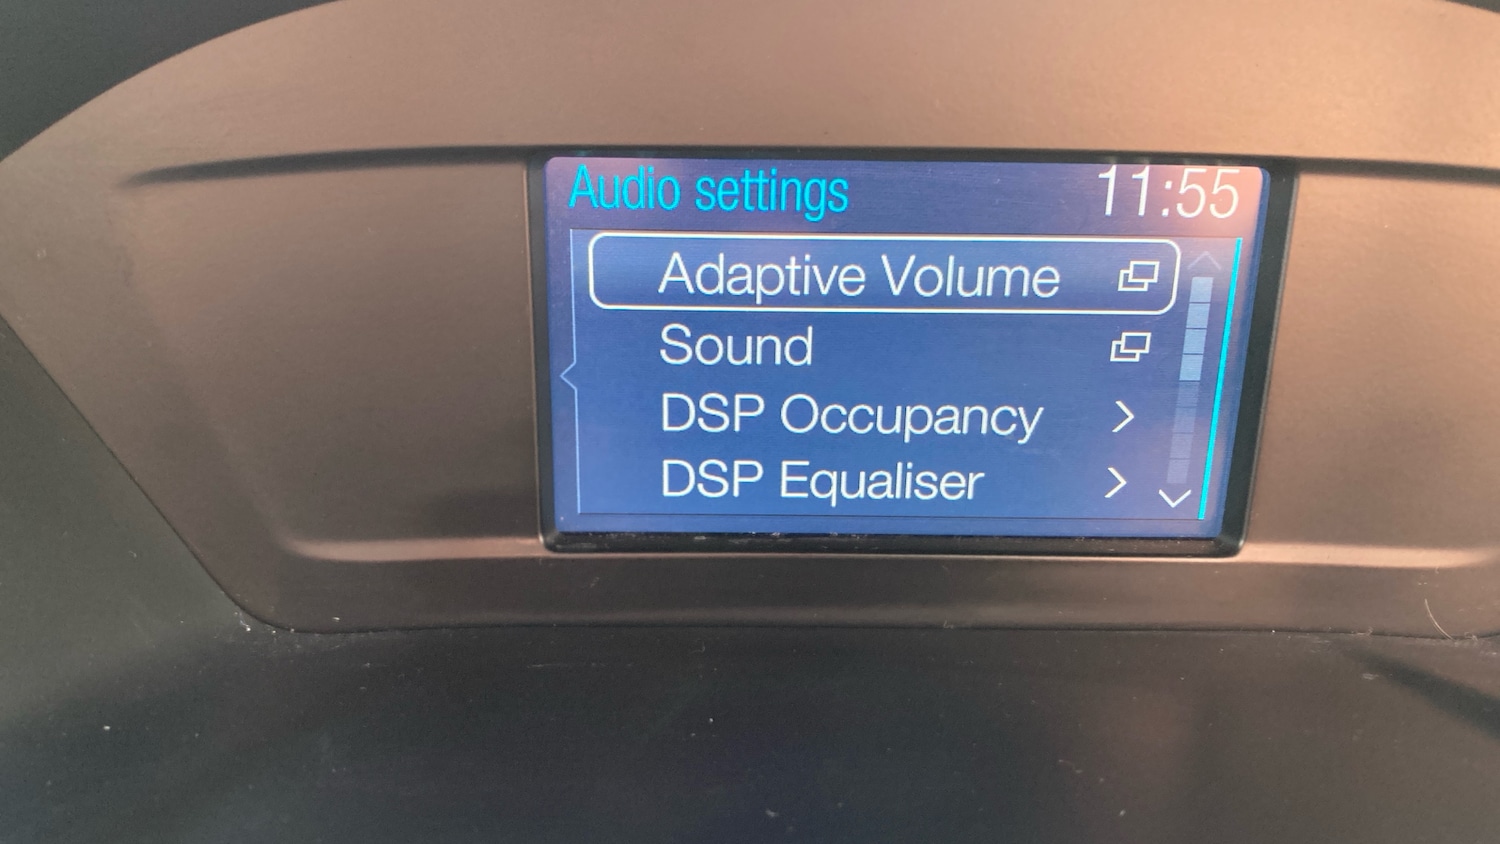 Audio settings 11:55
Adaptive Volume
Sound
DSP Occupancy
DSP Equaliser